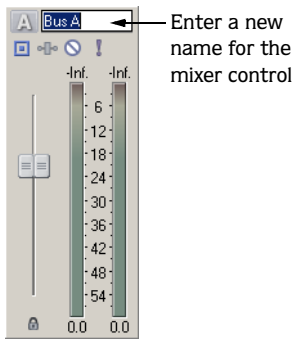 A Bus A
Enter a new
name for the
mixer control
-Inf. -Inf.
6
12
18
24
30
36
42
48
54
0.0 0.0